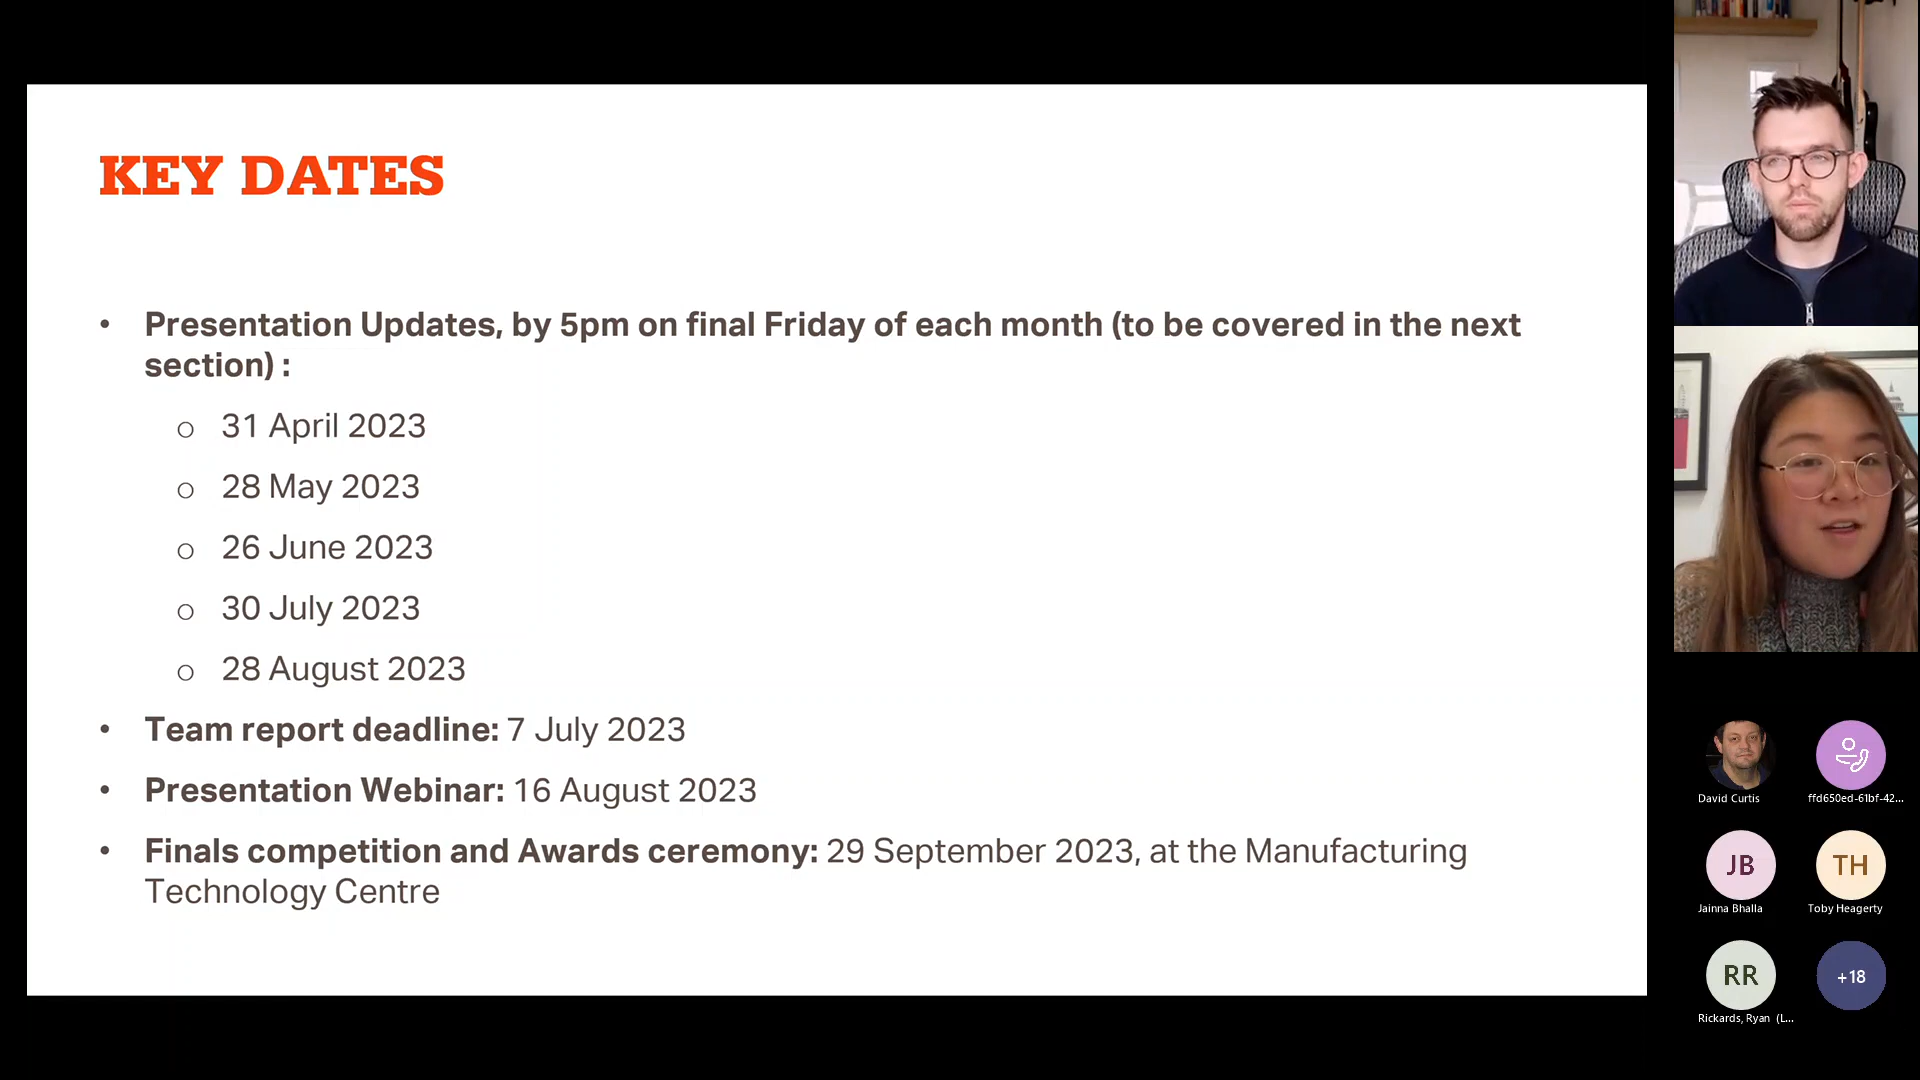 KEY DATES
• Presentation Updates, by 5pm on final Friday of each month (to be covered in the next
section) :
o 31 April 2023
o 28 May 2023
o 26 June 2023
o 30 July 2023
o 28 August 2023
• Team report deadline: 7 July 2023
• Presentation Webinar: 16 August 2023
• Finals competition and Awards ceremony: 29 September 2023, at the Manufacturing
Technology Centre
David Curtis
ffd650ed-61bf-42...
JB
TH
Jainna Bhalla
Toby Heagerty
RR
+18
Rickards, Ryan (L...